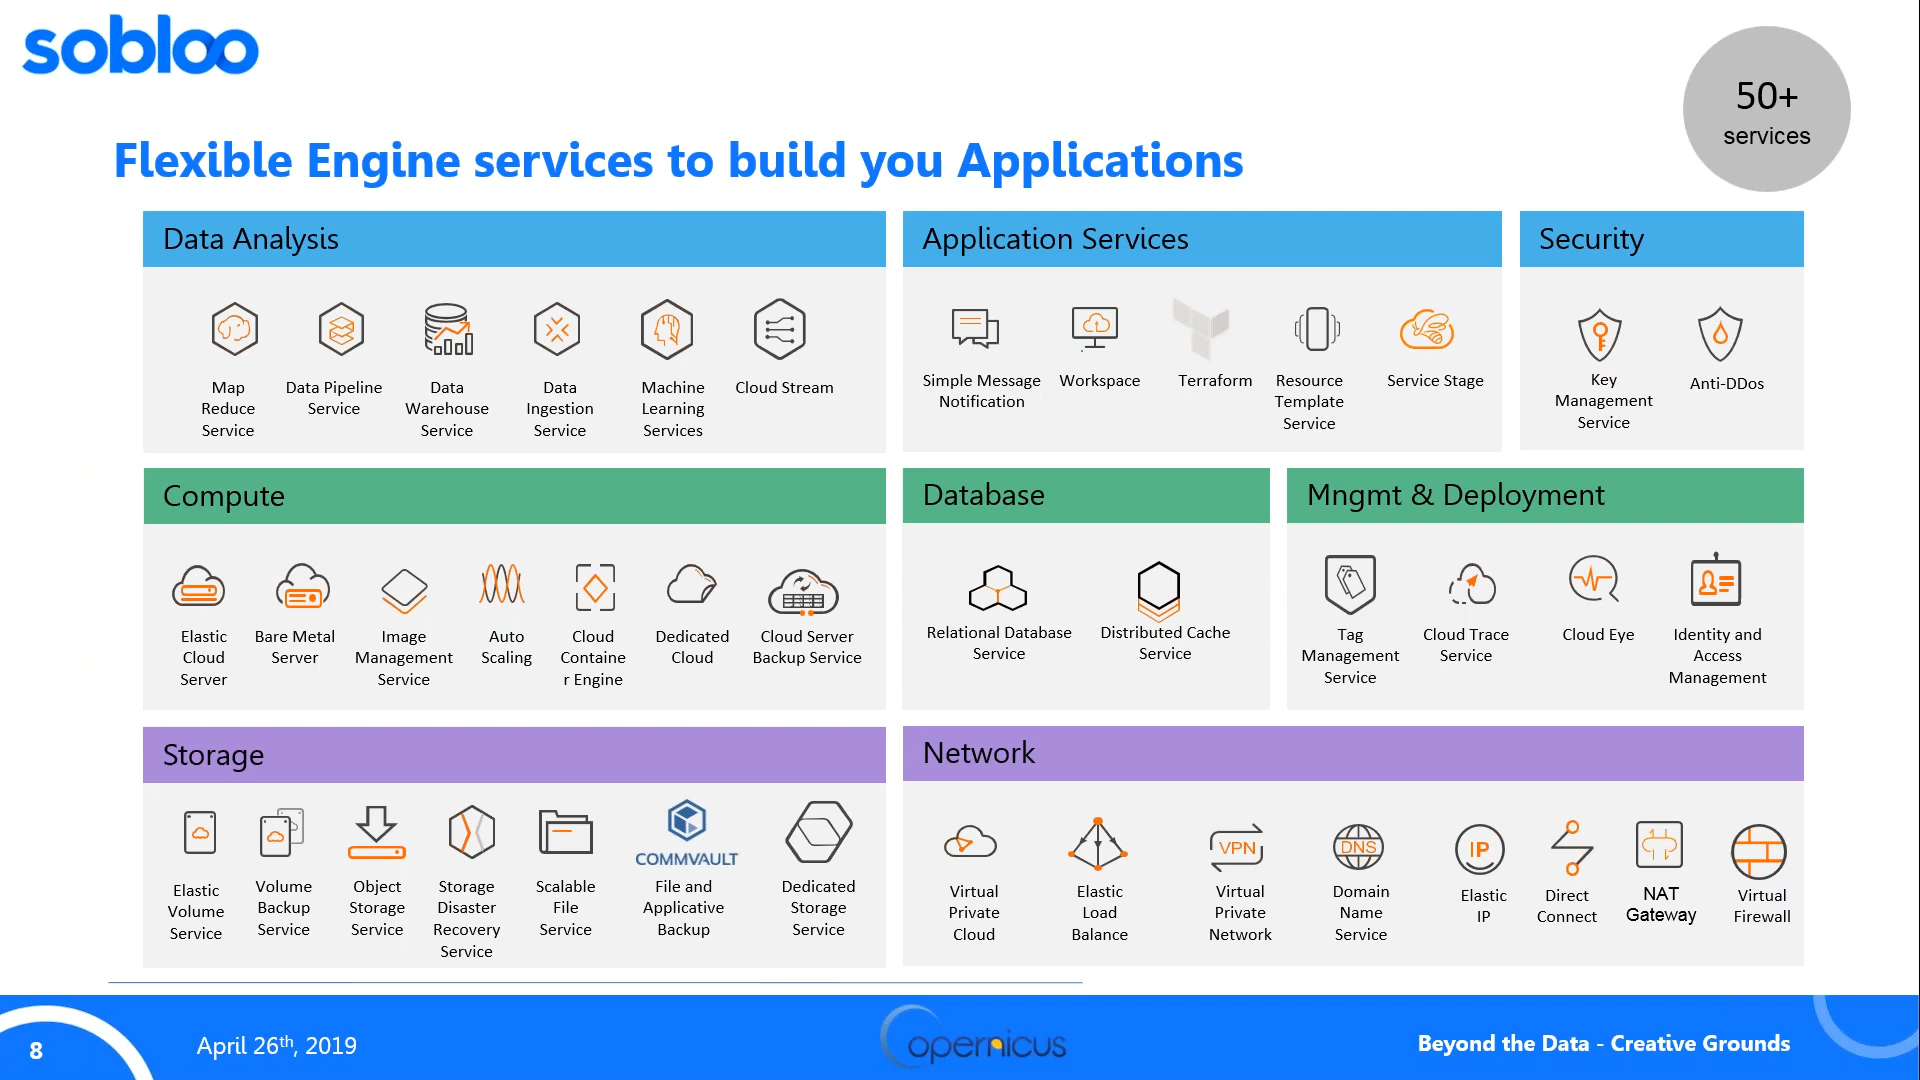 sobloo
50+
services
Flexible Engine services to build you Applications
Data Analysis
Map
Reduce
Service
Data Pipeline
Service
Data
Warehouse
Service
Data
Ingestion
Service
Machine
Learning
Services
Cloud Stream
Application Services
Simple Message
Notification
Workspace
Terraform
Resource
Template
Service
Service Stage
Security
Key
Management
Service
Anti-DDos
Compute
Elastic
Cloud
Server
Bare Metal
Server
Image
Management
Service
Auto
Scaling
Cloud
Containe
r Engine
Dedicated
Cloud
Cloud Server
Backup Service
Database
Relational Database
Service
Distributed Cache
Service
Mngmt & Deployment
Tag
Management
Service
Cloud Trace
Service
Cloud Eye
Identity and
Access
Management
Storage
Elastic
Volume
Service
Volume
Backup
Service
Object
Storage
Service
Storage
Disaster
Recovery
Service
Scalable
File
Service
COMMVAULT
File and
Applicative
Backup
Dedicated
Storage
Service
Network
Virtual
Private
Cloud
Elastic
Load
Balance
VPN
Virtual
Private
Network
DNS
Domain
Name
Service
IP
Elastic
IP
Direct
Connect
NAT
Gateway
Virtual
Firewall
8
April 26th, 2019
Copernicus
Beyond the Data - Creative Grounds